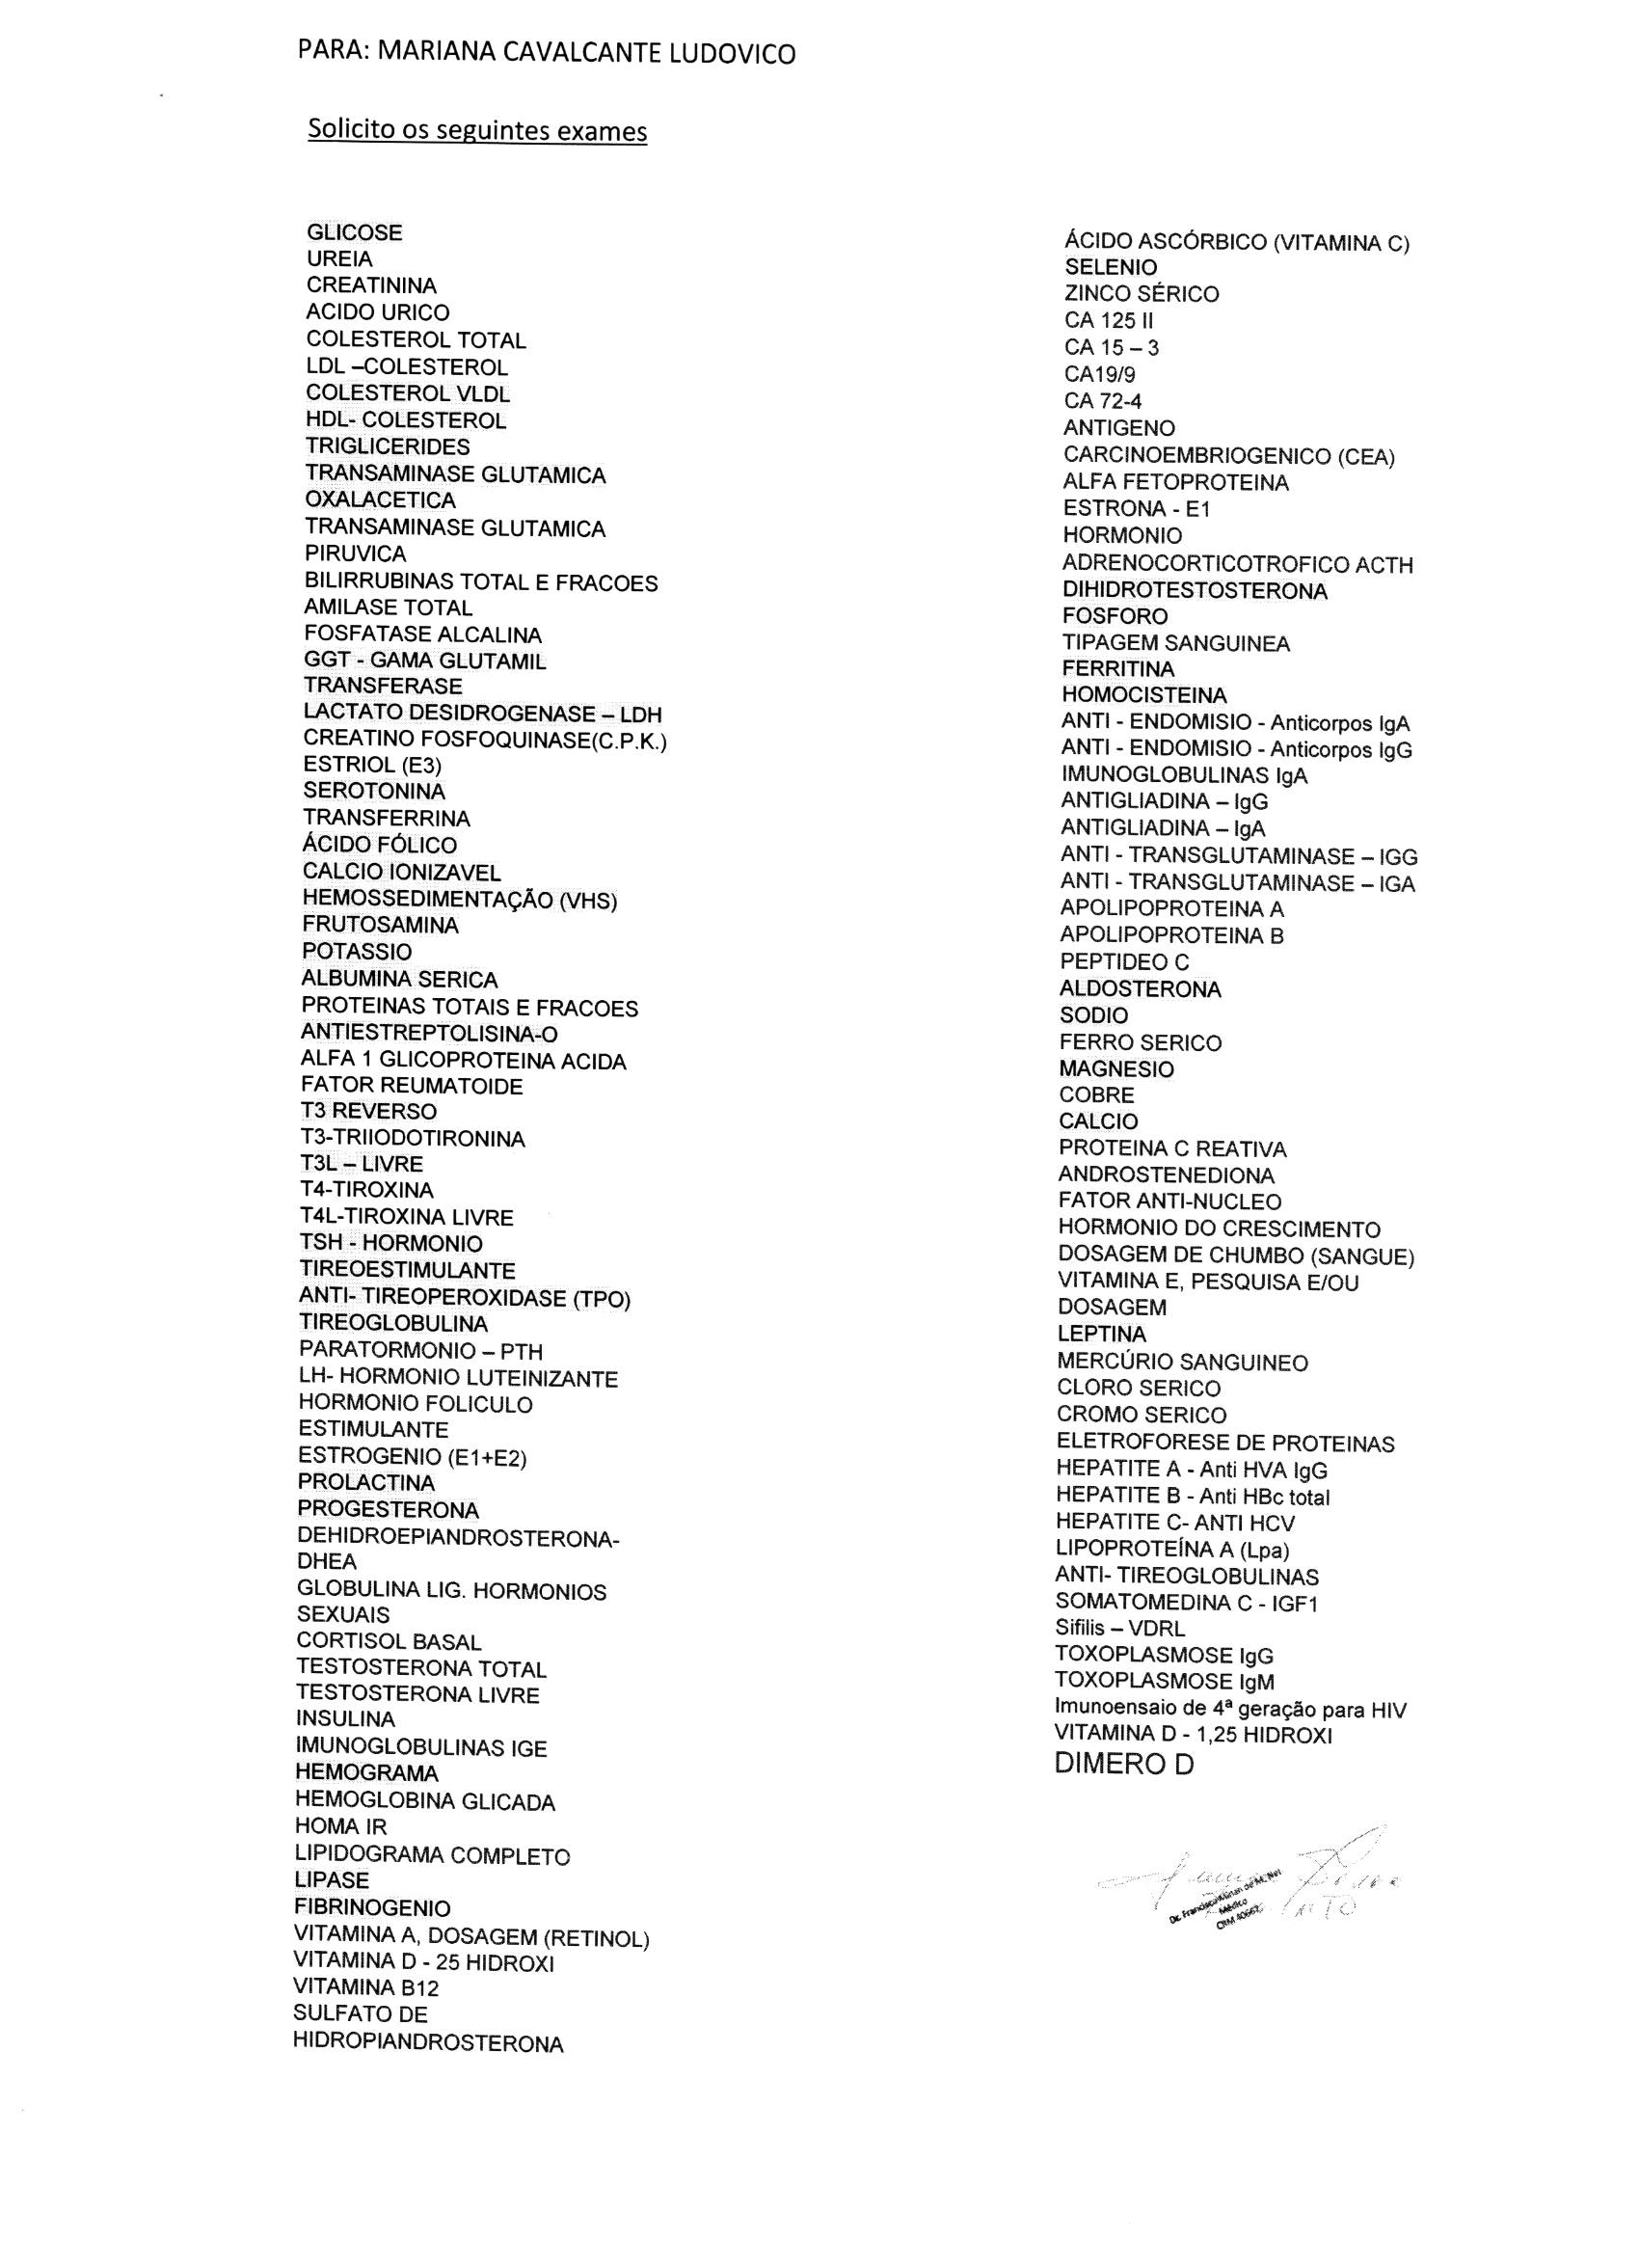 PARA: MARIANA CAVALCANTE LUDOVICO
Solicito os seguintes exames
GLICOSE
UREIA
CREATININA
ACIDO URICO
COLESTEROL TOTAL
LDL –COLESTEROL
COLESTEROL VLDL
HDL- COLESTEROL
TRIGLICERIDES
TRANSAMINASE GLUTAMICA
OXALACETICA
TRANSAMINASE GLUTAMICA
PIRUVICA
BILIRRUBINAS TOTAL E FRACOES
AMILASE TOTAL
FOSFATASE ALCALINA
GGT - GAMA GLUTAMIL
TRANSFERASE
LACTATO DESIDROGENASE – LDH
CREATINO FOSFOQUINASE(C.P.K.)
ESTRIOL (E3)
SEROTONINA
TRANSFERRINA
ÁCIDO FÓLICO
CALCIO IONIZAVEL
HEMOSSEDIMENTAÇÃO (VHS)
FRUTOSAMINA
POTASSIO
ALBUMINA SERICA
PROTEINAS TOTAIS E FRACOES
ANTIESTREPTOLISINA-O
ALFA 1 GLICOPROTEINA ACIDA
FATOR REUMATOIDE
T3 REVERSO
T3-TRIIODOTIRONINA
T3L – LIVRE
T4-TIROXINA
T4L-TIROXINA LIVRE
TSH - HORMONIO
TIREOESTIMULANTE
ANTI- TIREOPEROXIDASE (TPO)
TIREOGLOBULINA
PARATORMONIO – PTH
LH- HORMONIO LUTEINIZANTE
HORMONIO FOLICULO
ESTIMULANTE
ESTROGENIO (E1+E2)
PROLACTINA
PROGESTERONA
DEHIDROEPIANDROSTERONA-
DHEA
GLOBULINA LIG. HORMONIOS
SEXUAIS
CORTISOL BASAL
TESTOSTERONA TOTAL
TESTOSTERONA LIVRE
INSULINA
IMUNOGLOBULINAS IGE
HEMOGRAMA
HEMOGLOBINA GLICADA
HOMA IR
LIPIDOGRAMA COMPLETO
LIPASE
FIBRINOGENIO
VITAMINA A, DOSAGEM (RETINOL)
VITAMINA D - 25 HIDROXI
VITAMINA B12
SULFATO DE
HIDROPIANDROSTERONA
ÁCIDO ASCÓRBICO (VITAMINA C)
SELENIO
ZINCO SÉRICO
CA 125 II
CA 15 – 3
CA19/9
CA 72-4
ANTIGENO
CARCINOEMBRIOGENICO (CEA)
ALFA FETOPROTEINA
ESTRONA - E1
HORMONIO
ADRENOCORTICOTROFICO ACTH
DIHIDROTESTOSTERONA
FOSFORO
TIPAGEM SANGUINEA
FERRITINA
HOMOCISTEINA
ANTI - ENDOMISIO - Anticorpos IgA
ANTI - ENDOMISIO - Anticorpos IgG
IMUNOGLOBULINAS IgA
ANTIGLIADINA – IgG
ANTIGLIADINA – IgA
ANTI - TRANSGLUTAMINASE – IGG
ANTI - TRANSGLUTAMINASE – IGA
APOLIPOPROTEINA A
APOLIPOPROTEINA B
PEPTIDEO C
ALDOSTERONA
SODIO
FERRO SERICO
MAGNESIO
COBRE
CALCIO
PROTEINA C REATIVA
ANDROSTENEDIONA
FATOR ANTI-NUCLEO
HORMONIO DO CRESCIMENTO
DOSAGEM DE CHUMBO (SANGUE)
VITAMINA E, PESQUISA E/OU
DOSAGEM
LEPTINA
MERCÚRIO SANGUINEO
CLORO SERICO
CROMO SERICO
ELETROFORESE DE PROTEINAS
HEPATITE A - Anti HVA IgG
HEPATITE B - Anti HBc total
HEPATITE C- ANTI HCV
LIPOPROTEÍNA A (Lpa)
ANTI- TIREOGLOBULINAS
SOMATOMEDINA C - IGF1
Sifilis – VDRL
TOXOPLASMOSE IgG
TOXOPLASMOSE IgM
Imunoensaio de 4ª geração para HIV
VITAMINA D - 1,25 HIDROXI
DIMERO D
Médico
CRM